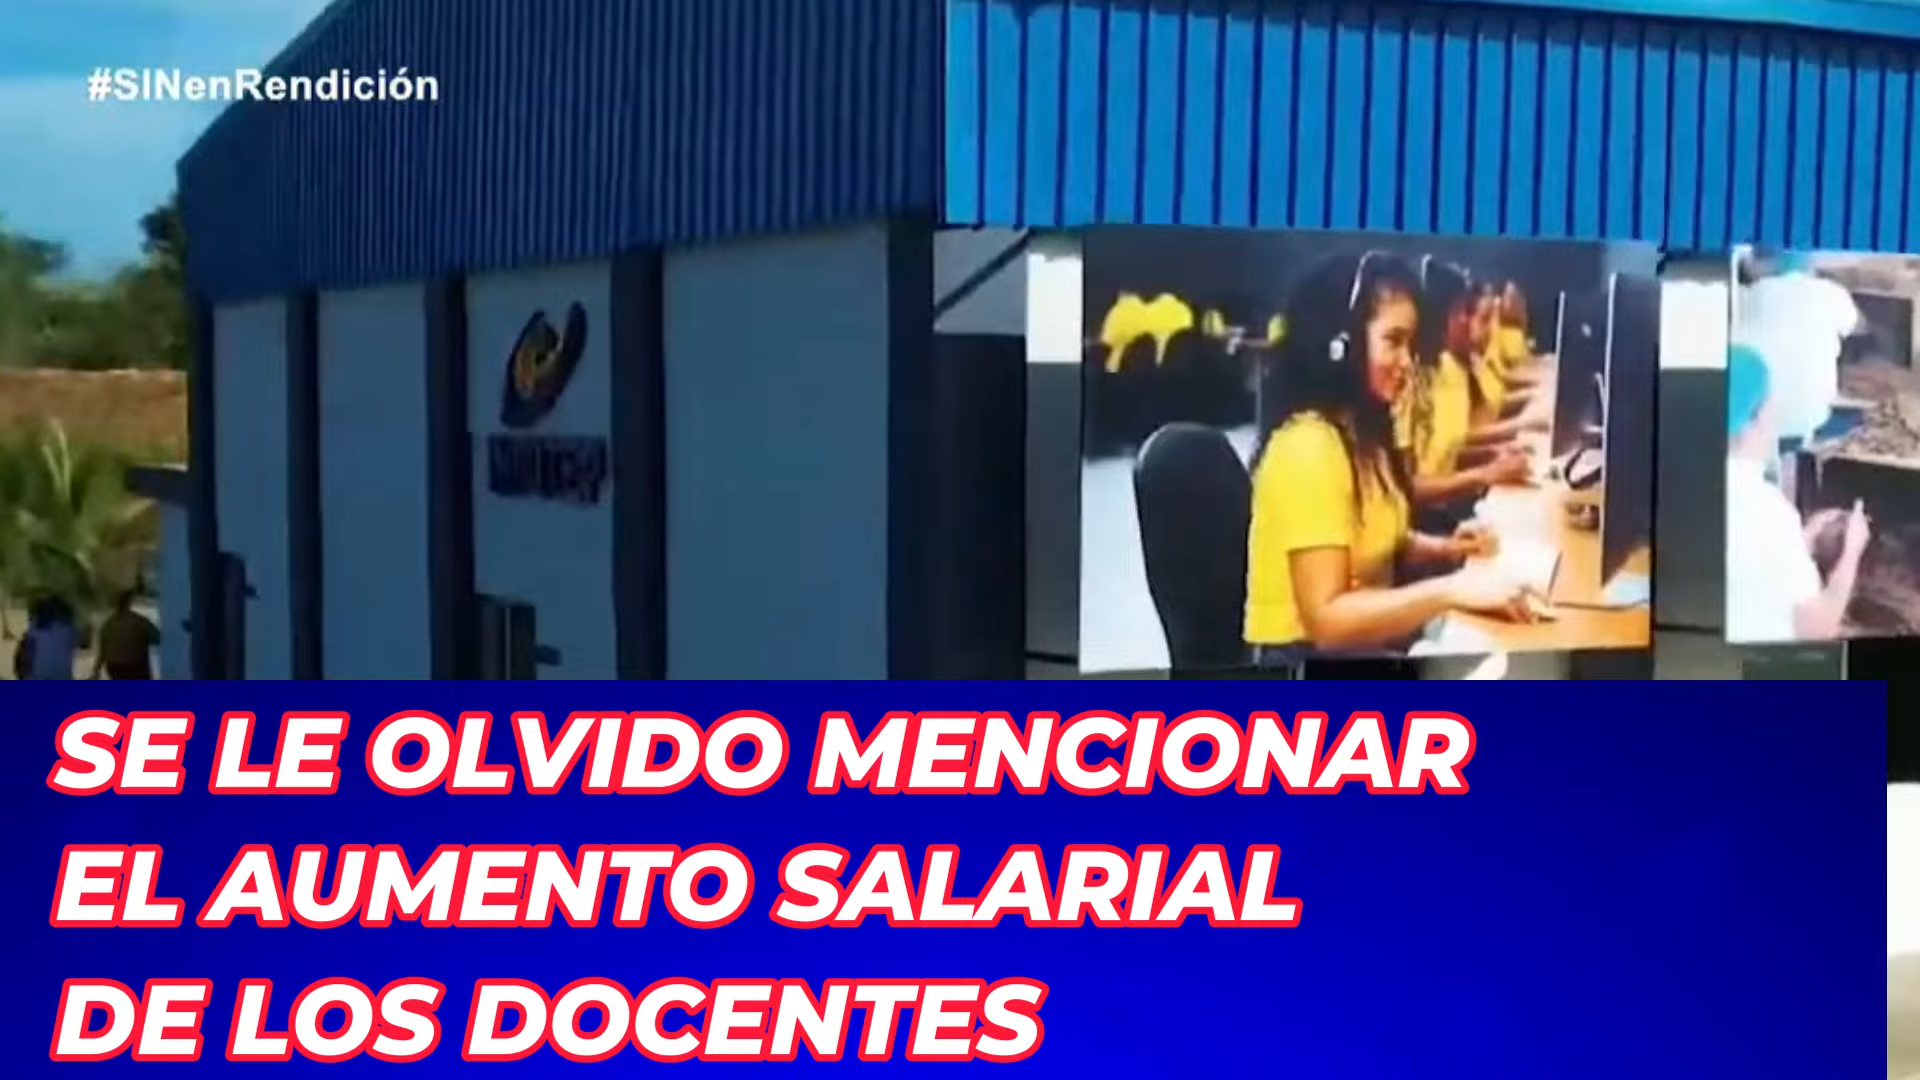 #SINenRendición
SE LE OLVIDO MENCIONAR
EL AUMENTO SALARIAL
DE LOS DOCENTES